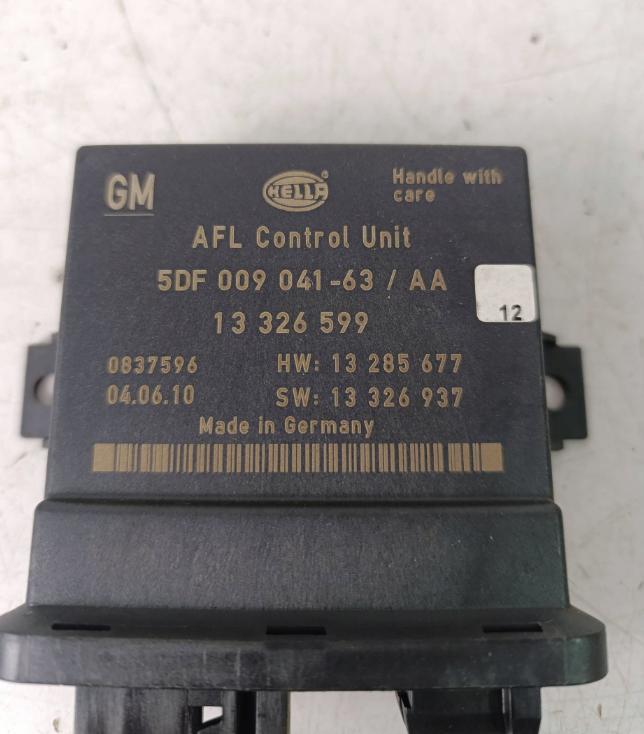 GM
HELLA®
Handle with
care
AFL Control Unit
5DF 009 041-63 / AA
13 326 599
12
0837596
HW: 13 285 677
04.06.10
SW: 13 326 937
Made in Germany